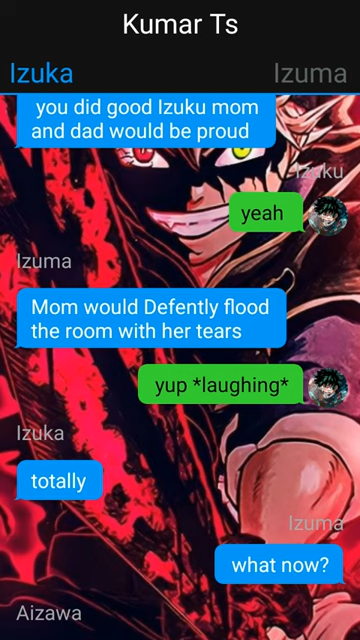 Kumar Ts
Izuka Izuma
you did good Izuku mom
and dad would be proud
Izuku
yeah
Izuma
Mom would Defently flood
the room with her tears
yup *laughing*
Izuka
totally
Izuma
what now?
Aizawa